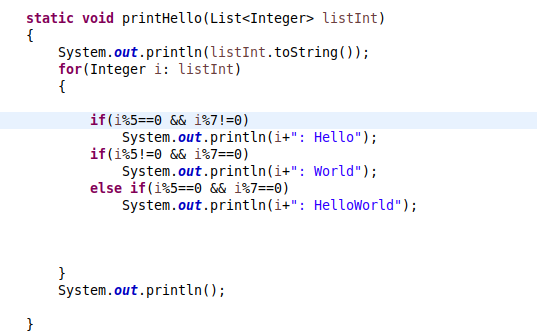 static void printHello(List<Integer> listInt)
{
    System.out.println(listInt.toString());
    for(Integer i: listInt)
    {
        if(i%5==0 && i%7!=0)
            System.out.println(i+": Hello");
        if(i%5!=0 && i%7==0)
            System.out.println(i+": World");
        else if(i%5==0 && i%7==0)
            System.out.println(i+": HelloWorld");
    }
    System.out.println();
}